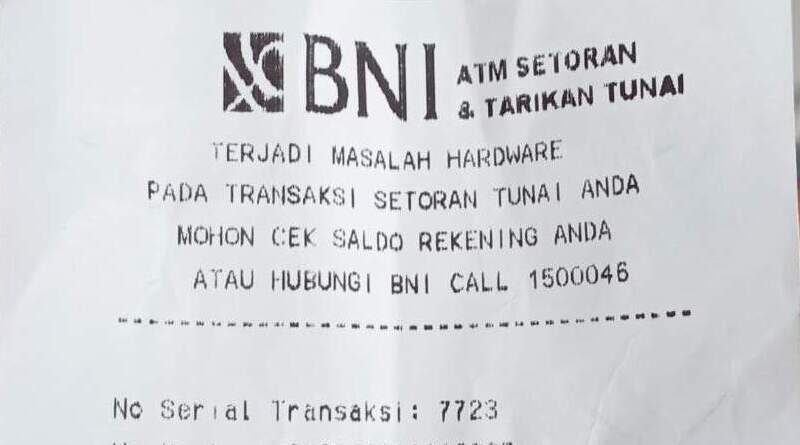 BNI ATM SETORAN
& TARIKAN TUNAI
TERJADI MASALAH HARDWARE
PADA TRANSAKSI SETORAN TUNAI ANDA
MOHON CEK SALDO REKENING ANDA
ATAU HUBUNGI BNI CALL 1500046
No Serial Transaksi: 7723